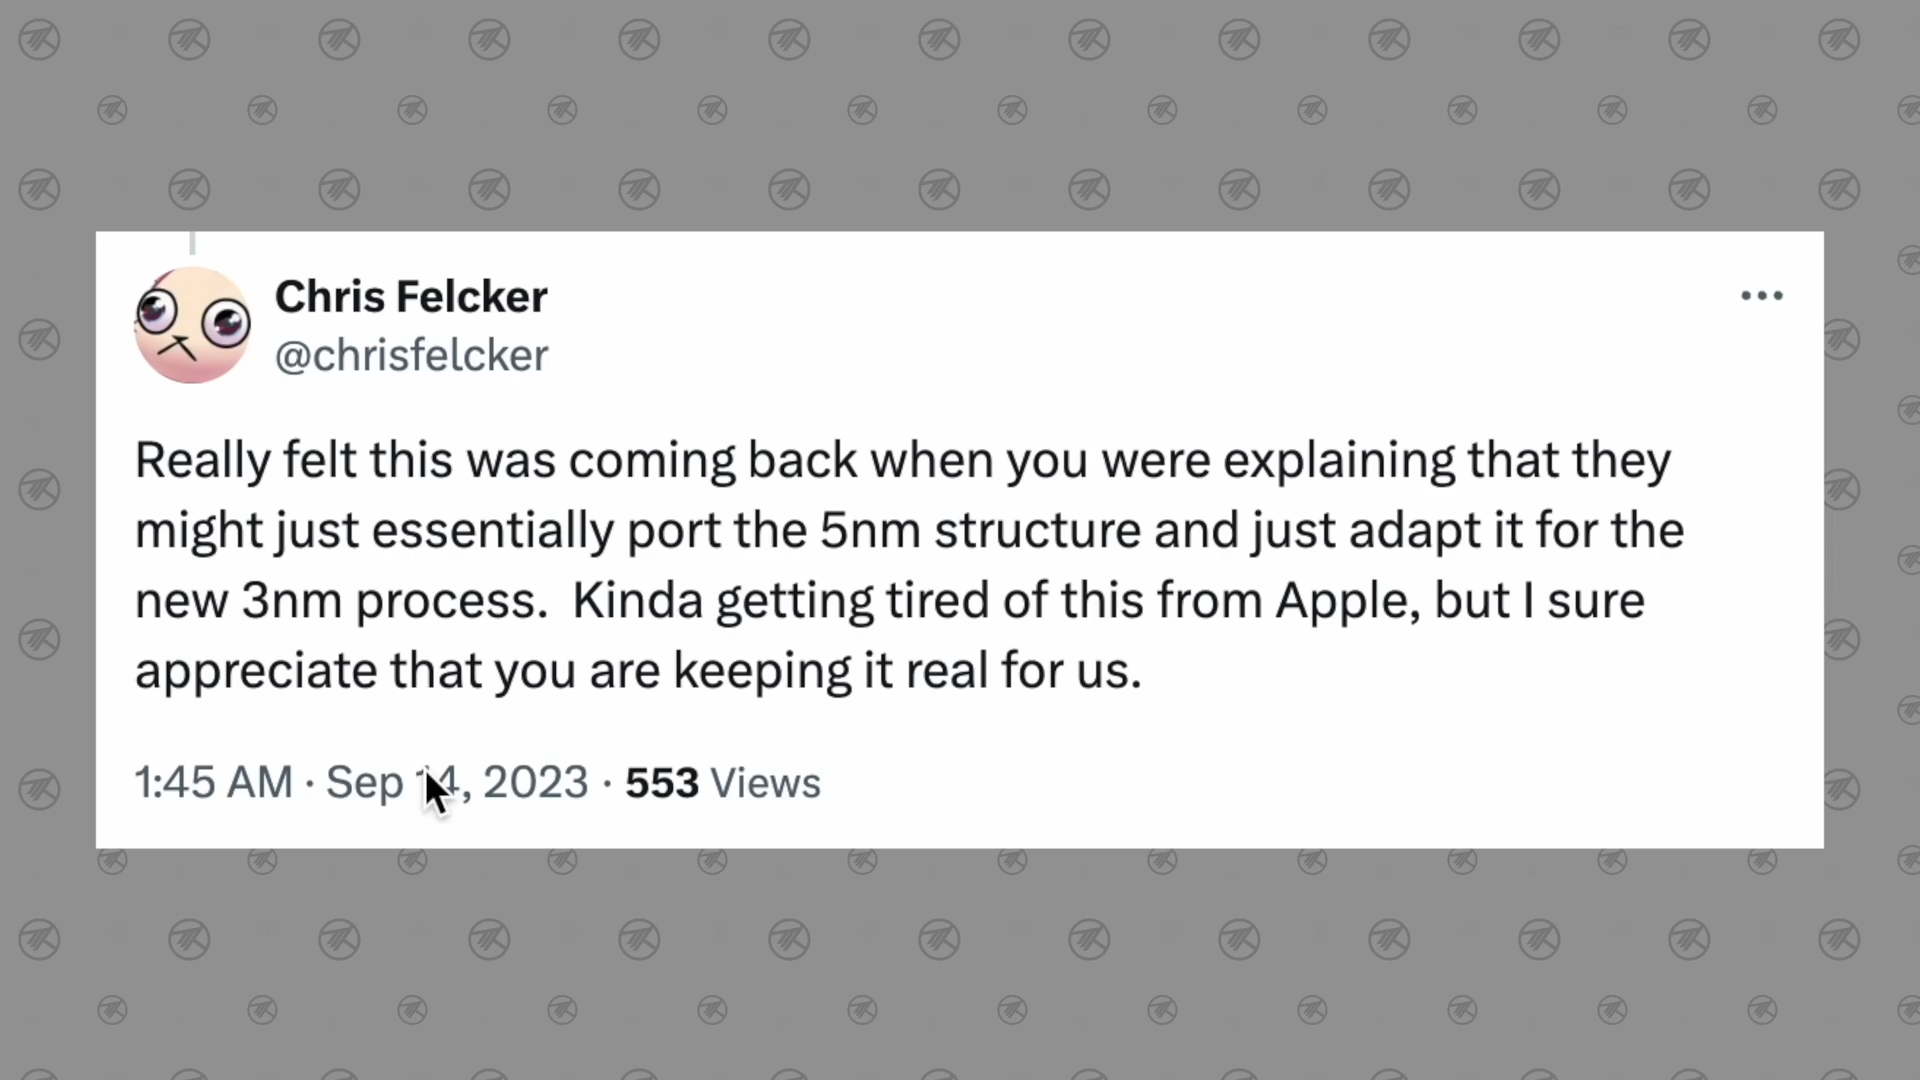 Chris Felcker
@chrisfelcker
Really felt this was coming back when you were explaining that they
might just essentially port the 5nm structure and just adapt it for the
new 3nm process.  Kinda getting tired of this from Apple, but I sure
appreciate that you are keeping it real for us.
1:45 AM · Sep 14, 2023 · 553 Views